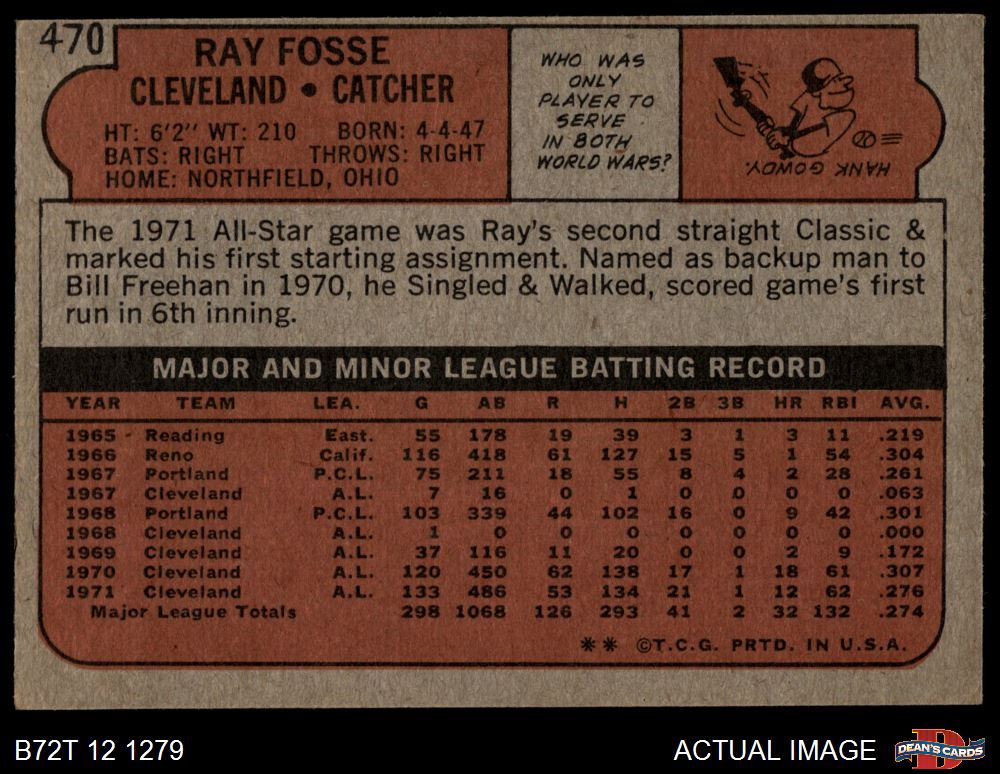 470
RAY FOSSE
CLEVELAND • CATCHER
HT: 6'2" WT: 210 BORN: 4-4-47
BATS: RIGHT THROWS: RIGHT
HOME: NORTHFIELD, OHIO
WHO WAS
ONLY
PLAYER TO
SERVE
IN BOTH
WORLD WARS?
HANK GOWDY
The 1971 All-Star game was Ray's second straight Classic &
marked his first starting assignment. Named as backup man to
Bill Freehan in 1970, he Singled & Walked, scored game's first
run in 6th inning.
MAJOR AND MINOR LEAGUE BATTING RECORD
YEAR TEAM LEA. G AB R H 2B 3B HR RBI AVG.
1965 Reading East. 55 178 19 39 3 1 3 11 .219
1966 Reno Calif. 116 418 61 127 15 5 1 54 .304
1967 Portland P.C.L. 75 211 18 55 8 4 2 28 .261
1967 Cleveland A.L. 7 16 0 1 0 0 0 0 .063
1968 Portland P.C.L. 103 339 44 102 16 0 9 42 .301
1968 Cleveland A.L. 1 0 0 0 0 0 0 0 .000
1969 Cleveland A.L. 37 116 11 20 0 0 2 9 .172
1970 Cleveland A.L. 120 450 62 138 17 1 18 61 .307
1971 Cleveland A.L. 133 486 53 134 21 1 12 62 .276
Major League Totals 298 1068 126 293 41 2 32 132 .274
** ©T.C.G. PRTD. IN U.S.A.
B72T 12 1279
ACTUAL IMAGE
D
DEAN'S CARDS